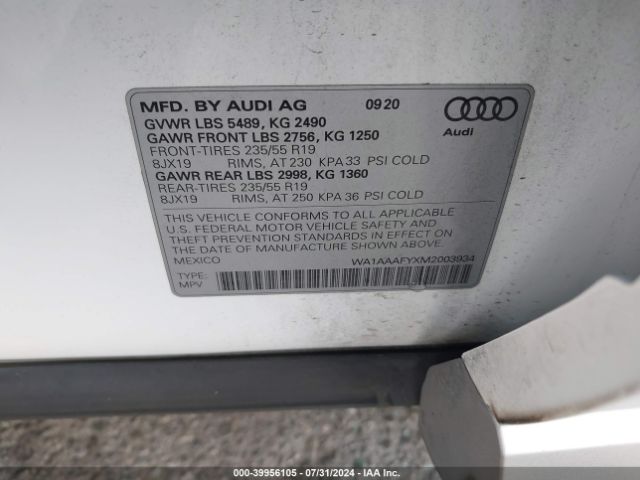 MFD. BY AUDI AG 09 20
GVWR LBS 5489, KG 2490
GAWR FRONT LBS 2756, KG 1250
FRONT-TIRES 235/55 R19
8JX19 RIMS, AT 230 KPA 33 PSI COLD
GAWR REAR LBS 2998, KG 1360
REAR-TIRES 235/55 R19
8JX19 RIMS, AT 250 KPA 36 PSI COLD
Audi
THIS VEHICLE CONFORMS TO ALL APPLICABLE
U.S. FEDERAL MOTOR VEHICLE SAFETY AND
THEFT PREVENTION STANDARDS IN EFFECT ON
THE DATE OF MANUFACTURE SHOWN ABOVE.
MEXICO WA1AAAFYXM2003934
TYPE:
MPV
000-39956105 - 07/31/2024 - IAA Inc.